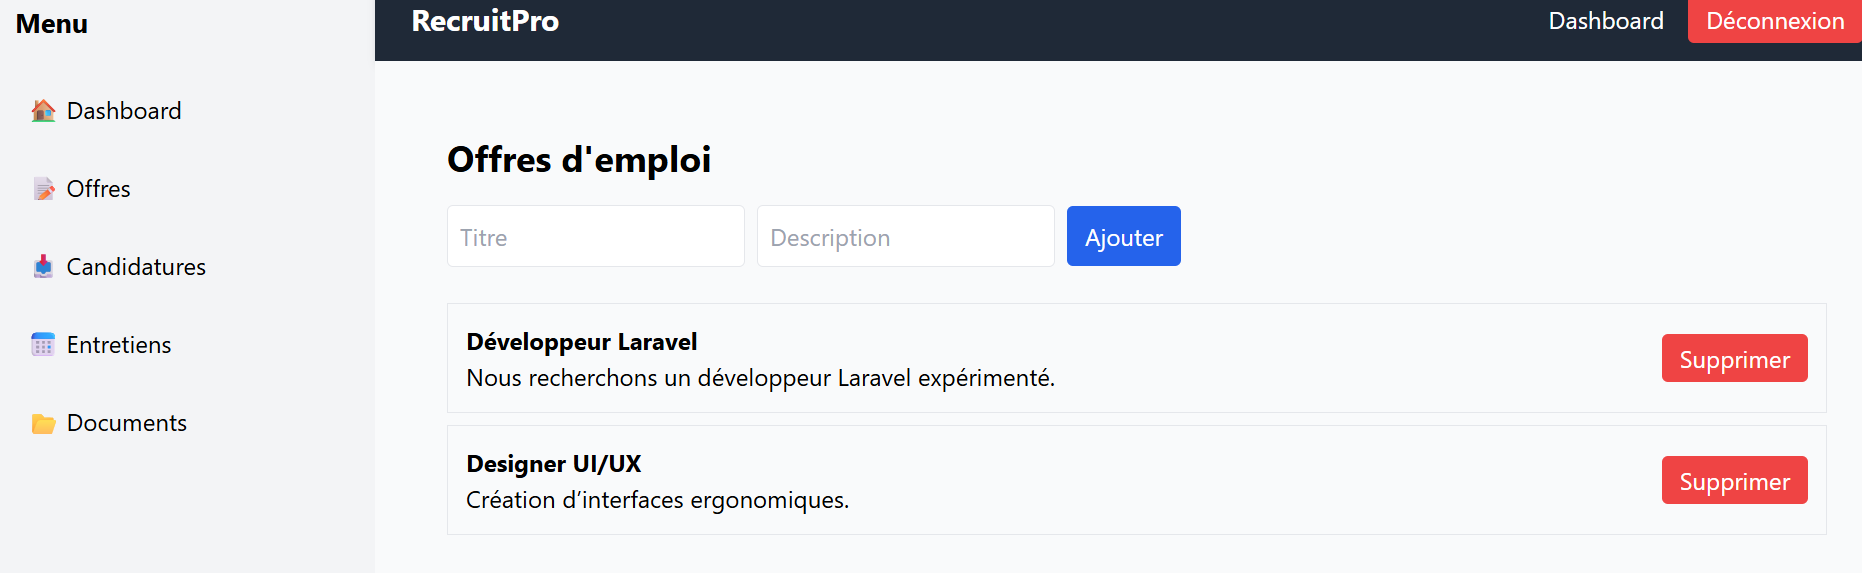 Menu
Dashboard
Offres
Candidatures
Entretiens
Documents
RecruitPro
Dashboard
Déconnexion
Offres d'emploi
Titre
Description
Ajouter
Développeur Laravel
Nous recherchons un développeur Laravel expérimenté.
Supprimer
Designer UI/UX
Création d’interfaces ergonomiques.
Supprimer